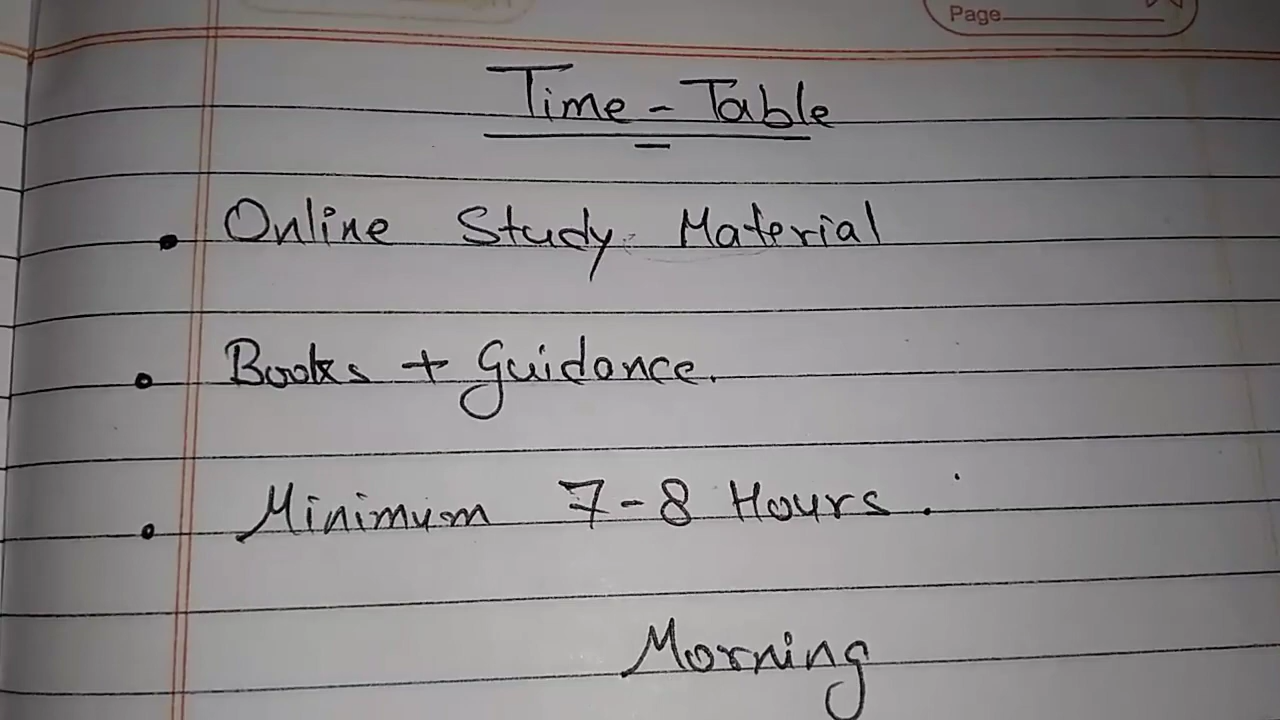 Page
Time - Table
• Online Study Material
• Books + Guidance.
• Minimum 7-8 Hours.
Morning